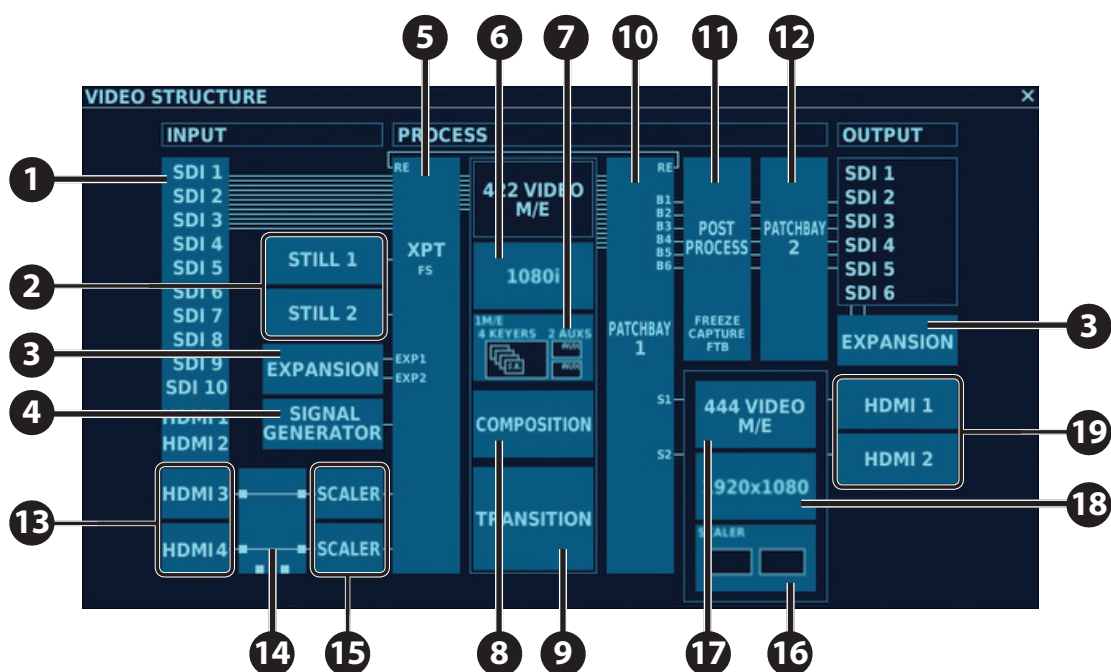 5 6 7 10 11 12
VIDEO STRUCTURE ×
INPUT PROCESS OUTPUT
1
SDI 1
SDI 2
SDI 3
SDI 4
SDI 5
SDI 6
SDI 7
SDI 8
SDI 9
SDI 10
HDMI 1
HDMI 2
2
STILL 1
STILL 2
3
EXPANSION
4
SIGNAL
GENERATOR
13
HDMI 3
HDMI 4
SCALER
SCALER
RE
XPT
FS
EXP1
EXP2
422 VIDEO
M/E
1080i
1M/E
4 KEYERS 2 AUXS
COMPOSITION
TRANSITION
RE
B1
B2
B3
B4
B5
B6
PATCHBAY
1
S1
S2
POST
PROCESS
FREEZE
CAPTURE
FTB
PATCHBAY
2
444 VIDEO
M/E
1920x1080
SCALER
SDI 1
SDI 2
SDI 3
SDI 4
SDI 5
SDI 6
EXPANSION
3
HDMI 1
HDMI 2
19
18
14 15 8 9 17 16